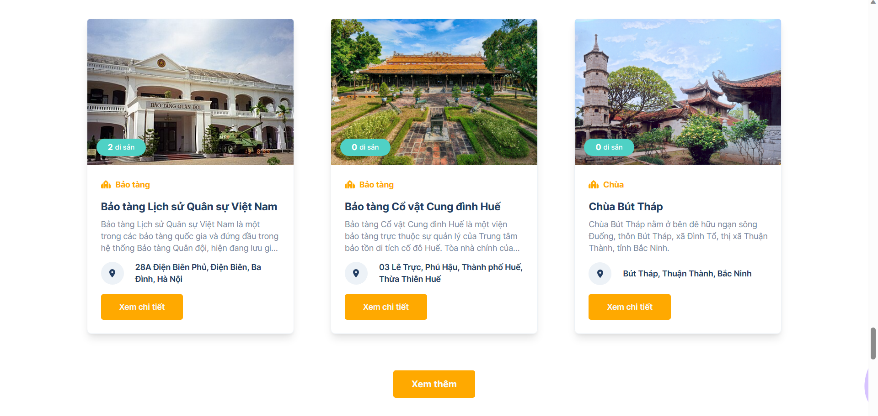 BẢO TÀNG QUÂN ĐỘI
2 di sản
Bảo tàng
Bảo tàng Lịch sử Quân sự Việt Nam
Bảo tàng Lịch sử Quân sự Việt Nam là một
trong các bảo tàng quốc gia và đứng đầu trong
hệ thống Bảo tàng Quân đội, hiện đang lưu gi...
28A Điện Biên Phủ, Điện Biên, Ba
Đình, Hà Nội
Xem chi tiết
0 di sản
Bảo tàng
Bảo tàng Cổ vật Cung đình Huế
Bảo tàng Cổ vật Cung đình Huế là một viện
bảo tàng trực thuộc sự quản lý của Trung tâm
bảo tồn di tích cố đô Huế. Tòa nhà chính của...
03 Lê Trực, Phú Hậu, Thành phố Huế,
Thừa Thiên Huế
Xem chi tiết
0 di sản
Chùa
Chùa Bút Tháp
Chùa Bút Tháp nằm ở bên đê hữu ngạn sông
Đuống, thôn Bút Tháp, xã Đình Tổ, thị xã Thuận
Thành, tỉnh Bắc Ninh.
Bút Tháp, Thuận Thành, Bắc Ninh
Xem chi tiết
Xem thêm